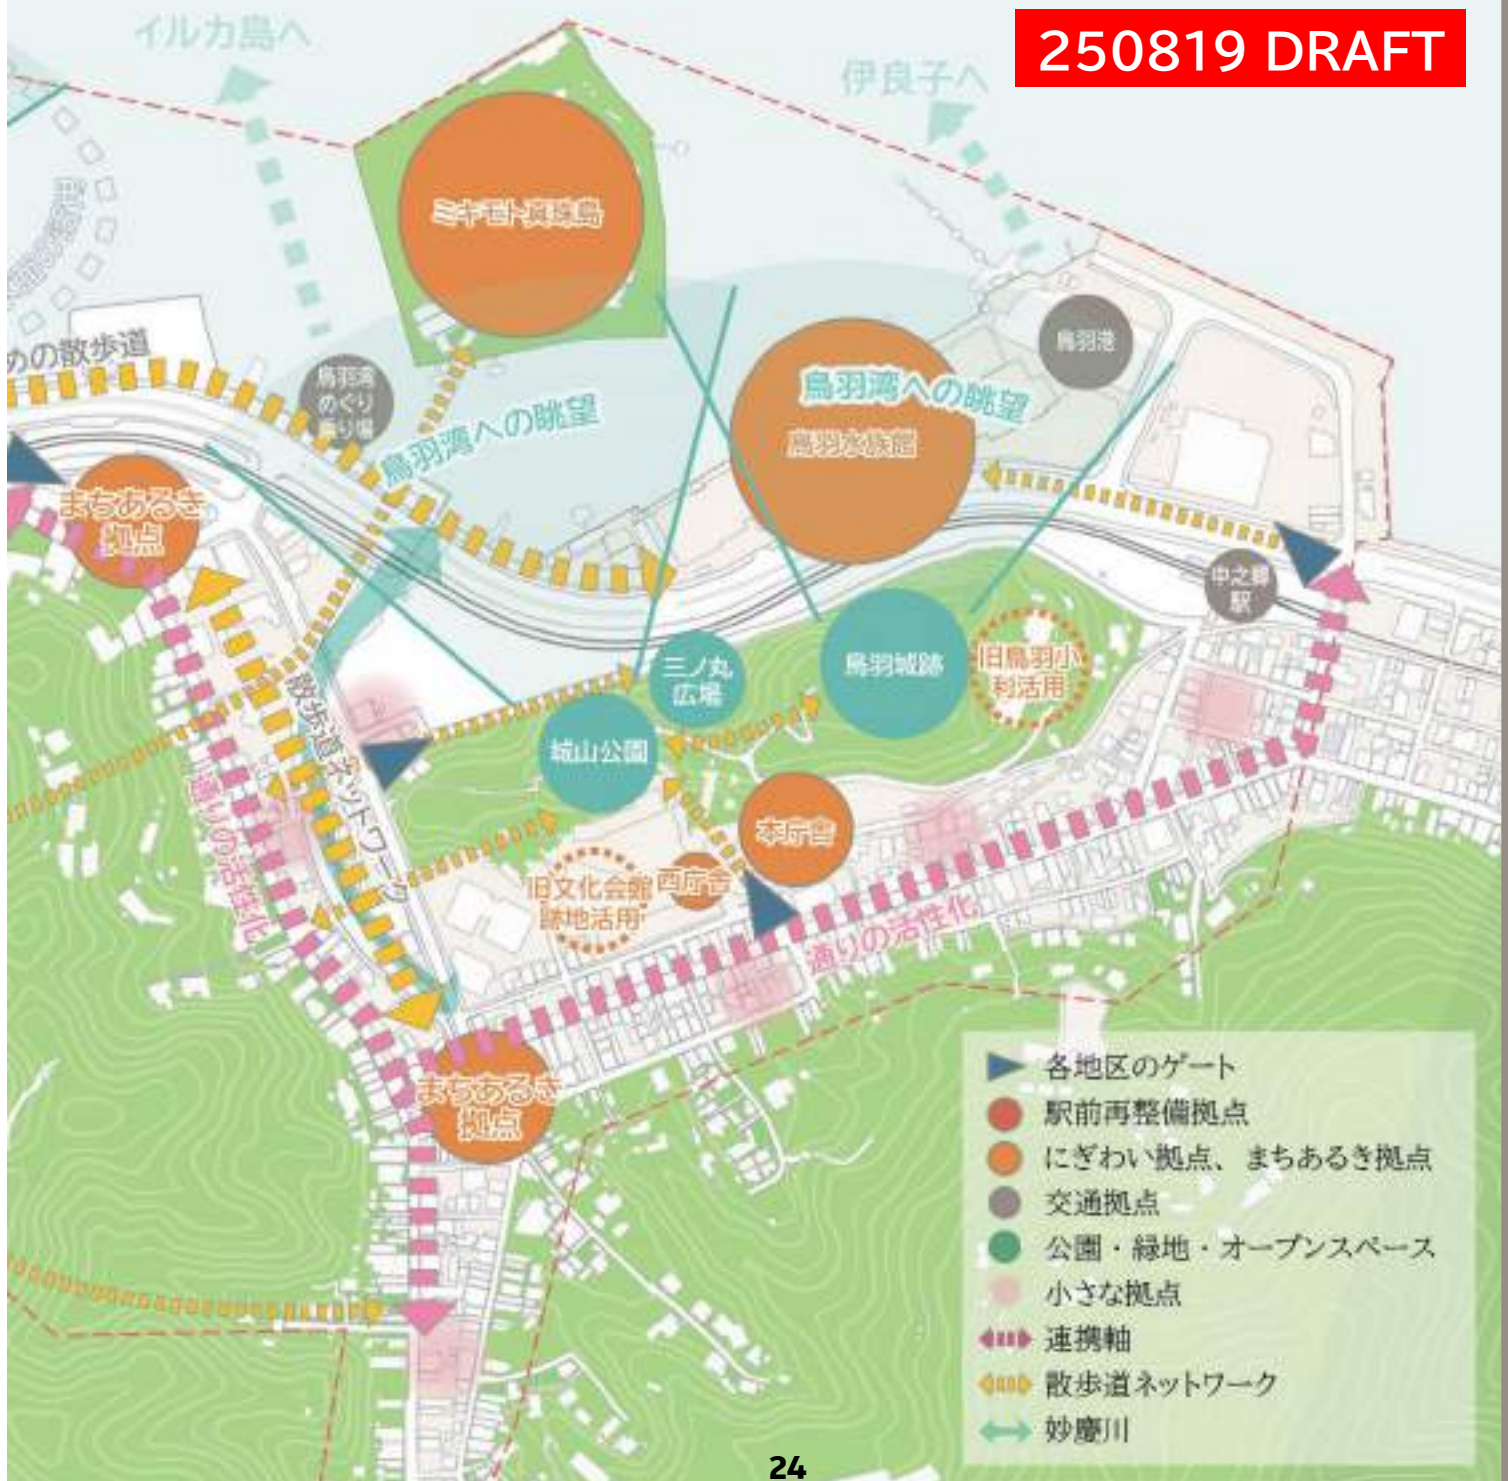 イルカ島へ
伊良子へ
250819 DRAFT
ミキモト真珠島
鳥羽港
めの散歩道
鳥羽湾
めぐり
乗り場
鳥羽湾への眺望
鳥羽湾への眺望
鳥羽水族館
まちあるき
拠点
中之郷
駅
三ノ丸
広場
鳥羽城跡
旧鳥羽小
利活用
城山公園
散歩道ネットワーク
通りの活性化
本庁舎
旧文化会館
跡地活用
西庁舎
通りの活性化
まちあるき
拠点
各地区のゲート
駅前再整備拠点
にぎわい拠点、まちあるき拠点
交通拠点
公園・緑地・オープンスペース
小さな拠点
連携軸
散歩道ネットワーク
妙慶川
24